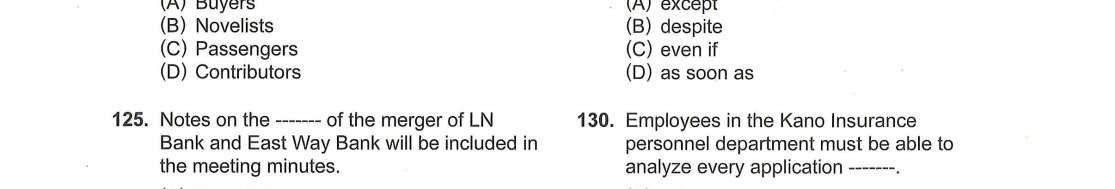 (A) Buyers
(B) Novelists
(C) Passengers
(D) Contributors
125. Notes on the ------- of the merger of LN
Bank and East Way Bank will be included in
the meeting minutes.
(A) except
(B) despite
(C) even if
(D) as soon as
130. Employees in the Kano Insurance
personnel department must be able to
analyze every application -------.